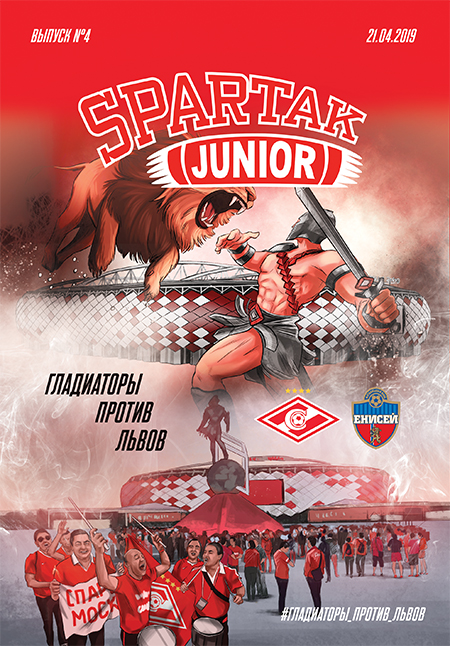 ВЫПУСК №4
21.04.2019
SPARTAK
JUNIOR
ГЛАДИАТОРЫ
ПРОТИВ
ЛЬВОВ
ЕНИСЕЙ
#ГЛАДИАТОРЫ_ПРОТИВ_ЛЬВОВ